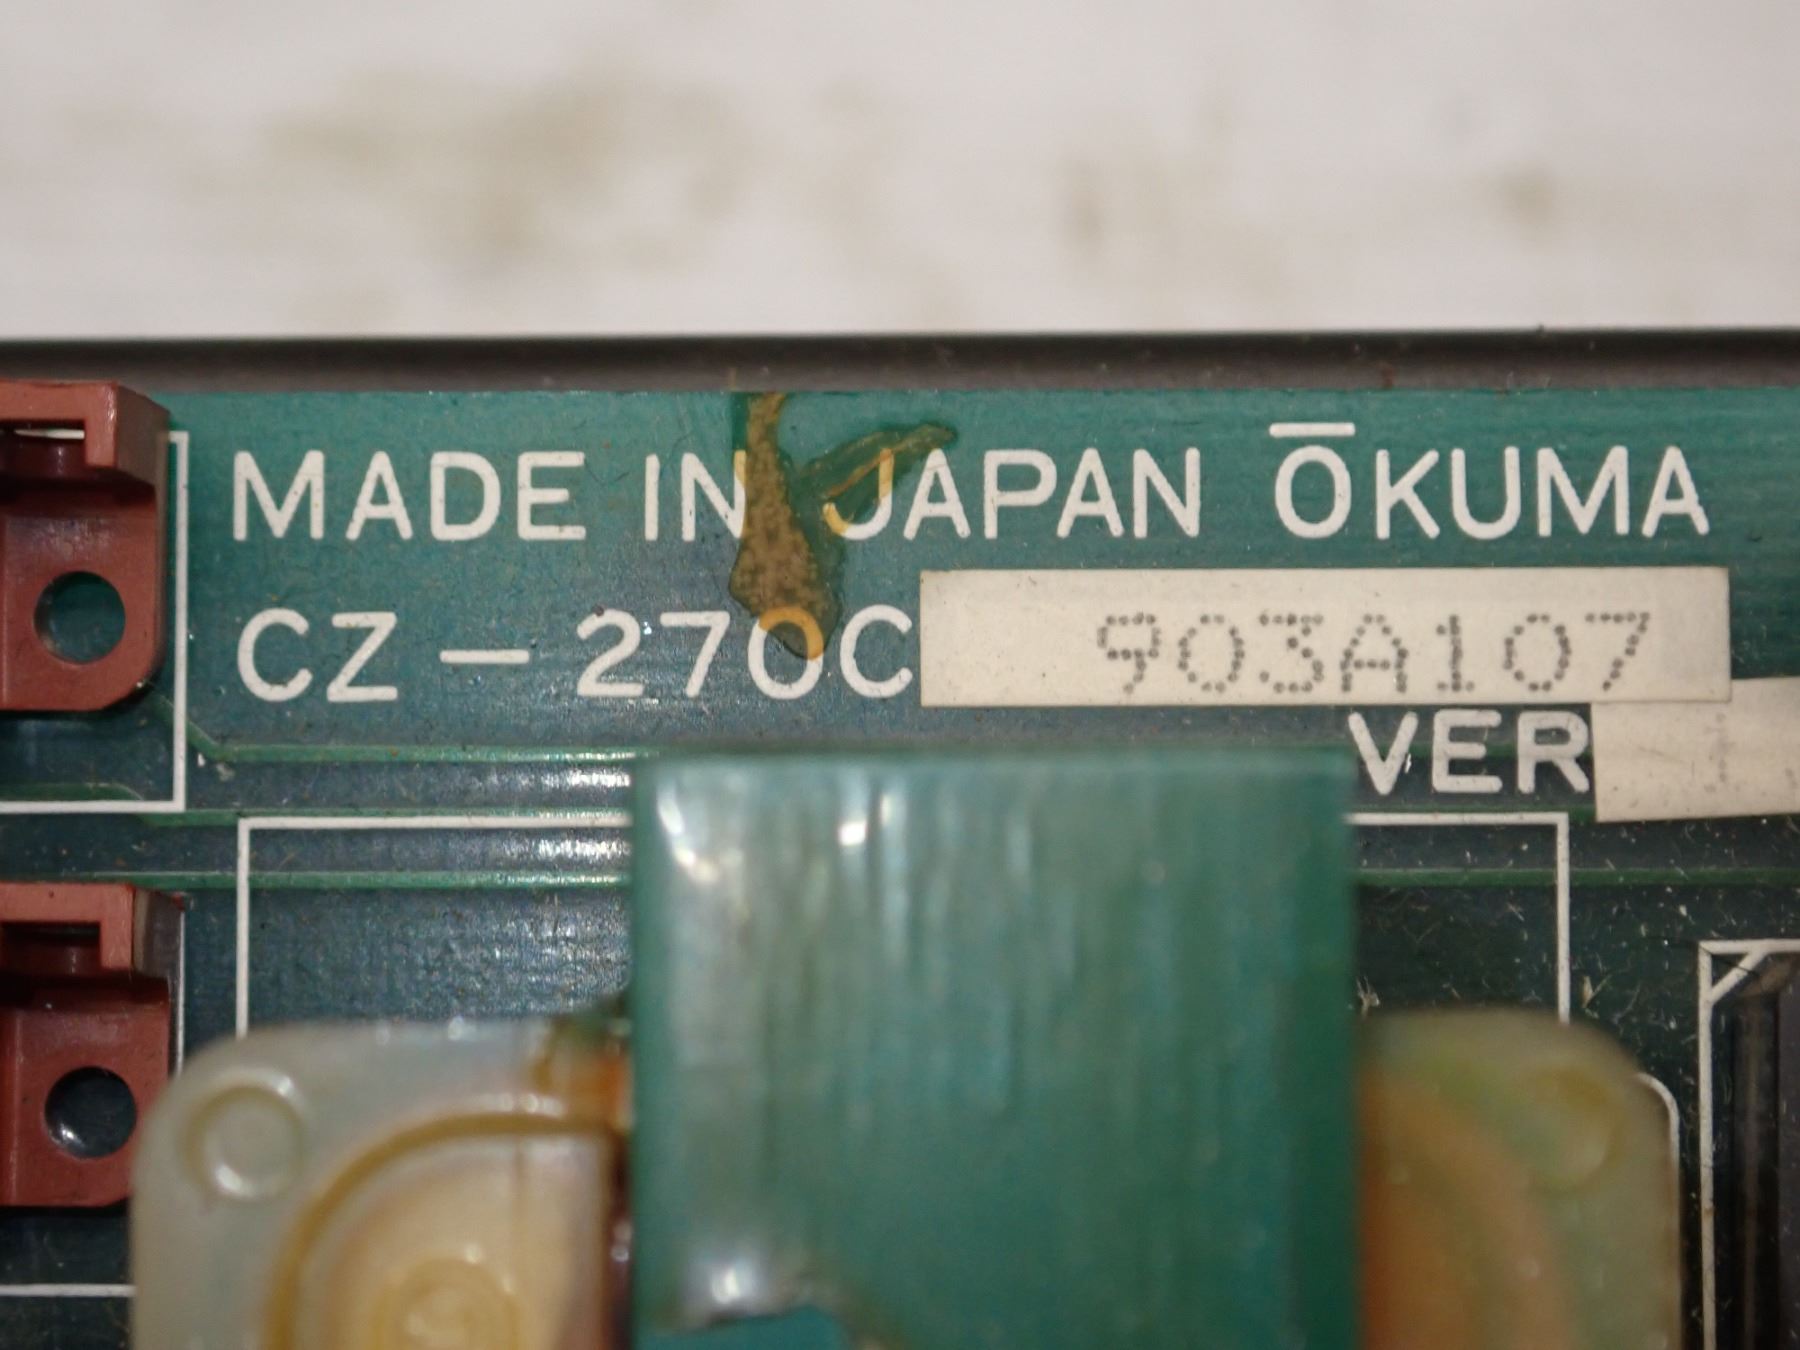 MADE IN JAPAN ŌKUMA
CZ-270C 903A107
VER